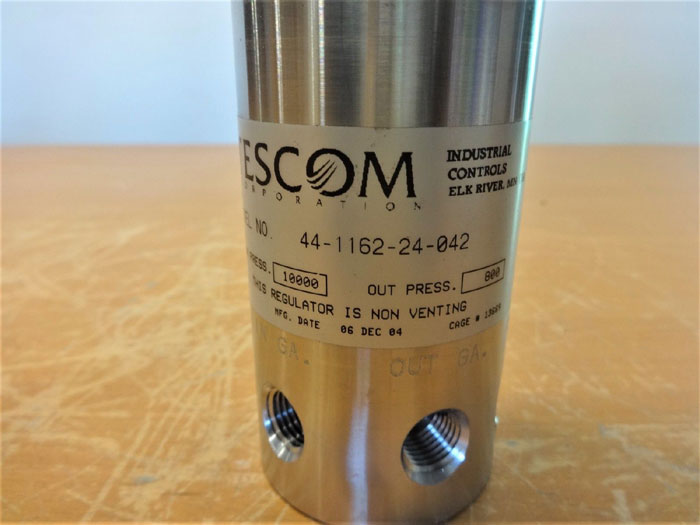 ESCOM
ORPORATION
INDUSTRIAL
CONTROLS
ELK RIVER, MN
EL NO. 44-1162-24-042
PRESS. 10000 OUT PRESS. 800
THIS REGULATOR IS NON VENTING
MFG. DATE 06 DEC 04 CAGE #
GA. OUT GA.